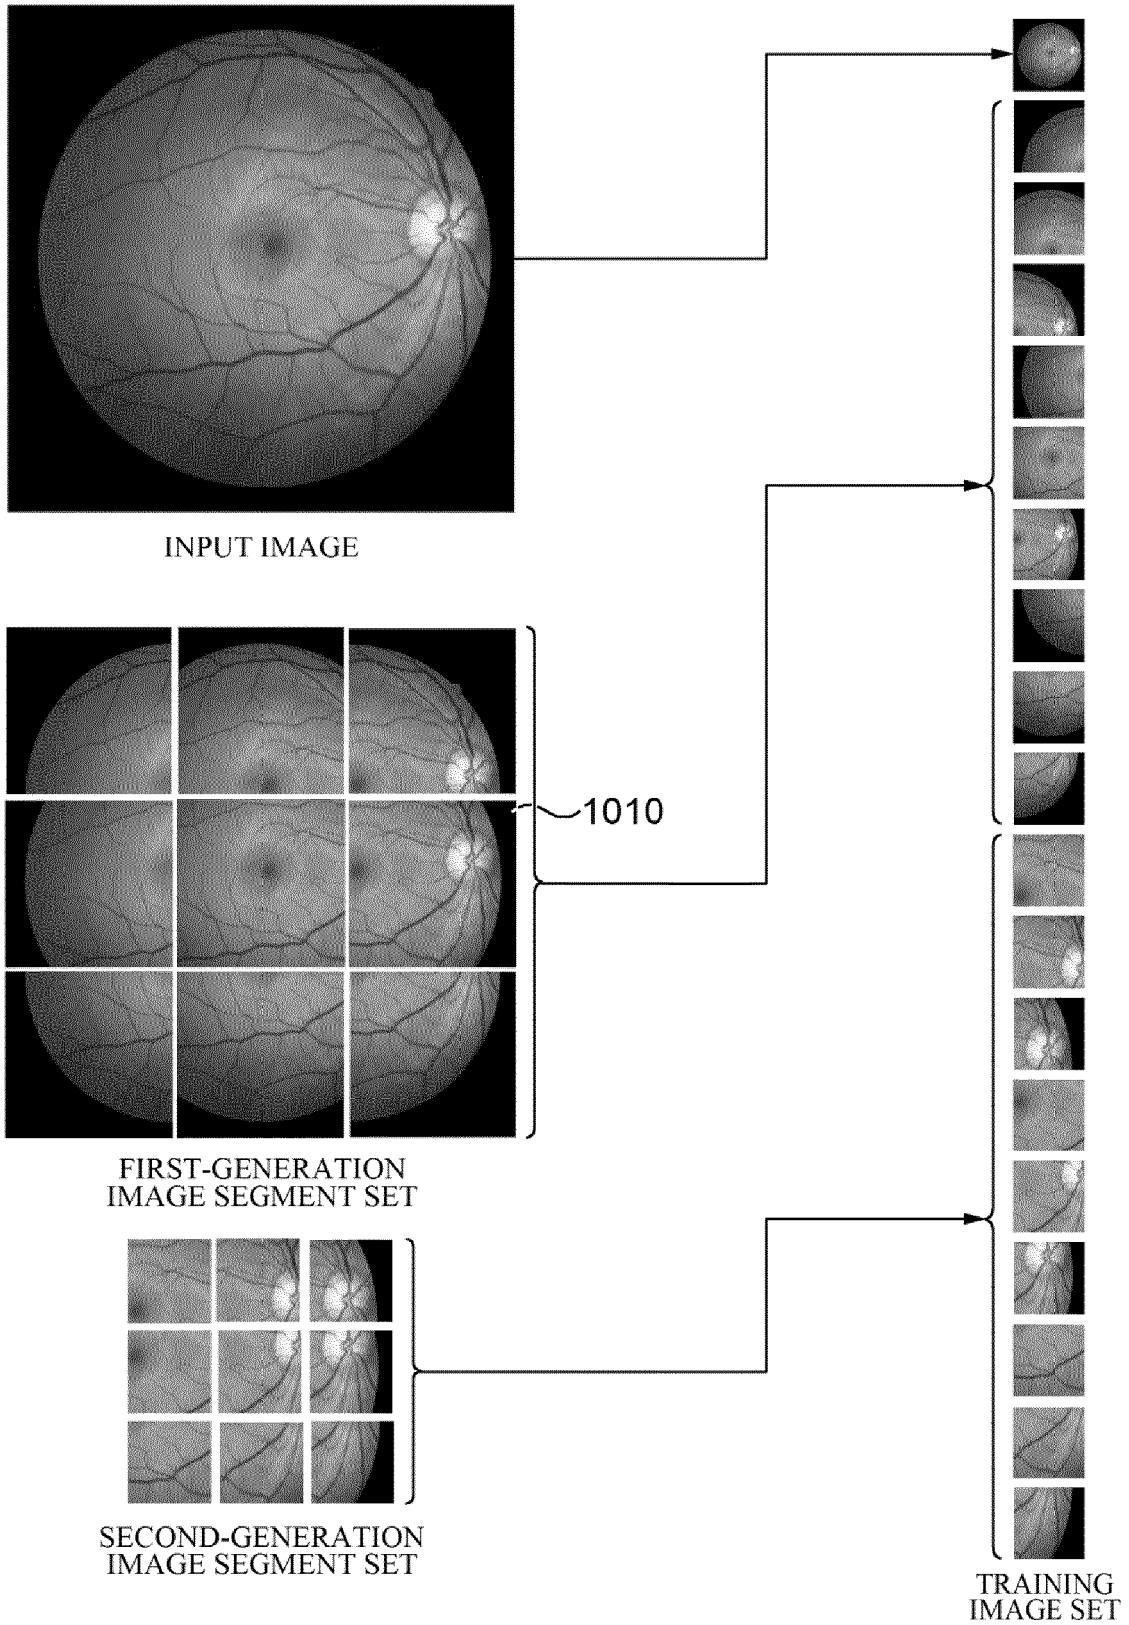 INPUT IMAGE
1010
FIRST-GENERATION
IMAGE SEGMENT SET
SECOND-GENERATION
IMAGE SEGMENT SET
TRAINING
IMAGE SET